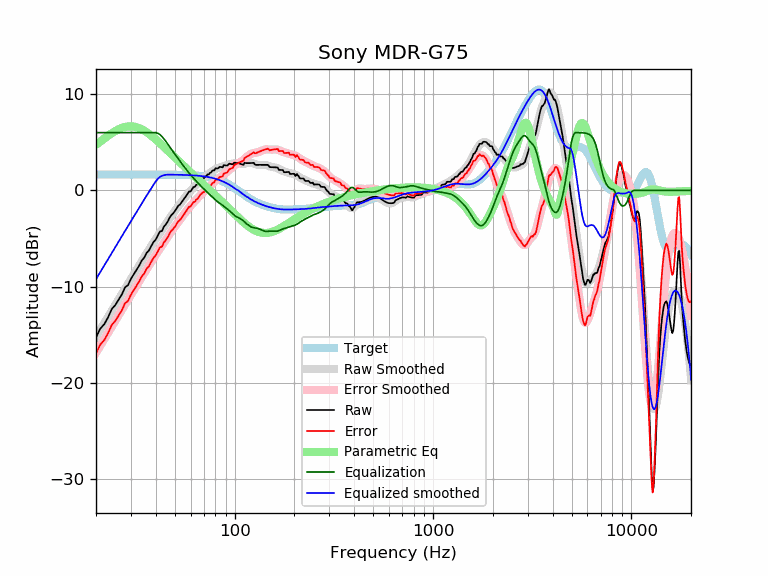 Sony MDR-G75
Amplitude (dBr)
10
0
−10
−20
−30
Target
Raw Smoothed
Error Smoothed
Raw
Error
Parametric Eq
Equalization
Equalized smoothed
100
1000
10000
Frequency (Hz)